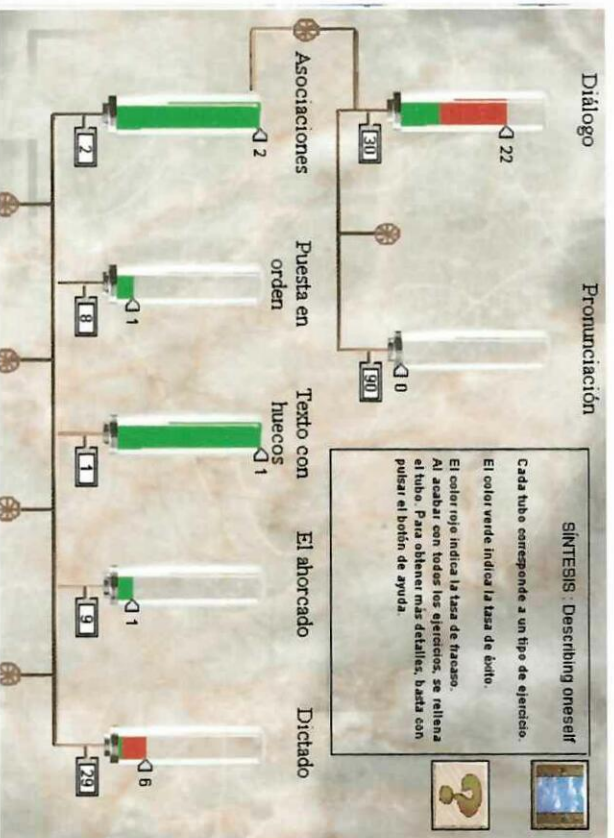 Diálogo
Pronunciación
22
30
0
90
SÍNTESIS : Describing oneself
Cada tubo corresponde a un tipo de ejercicio.
El color verde indica la tasa de éxito.
El color rojo indica la tasa de fracaso.
Al acabar con todos los ejercicios, se rellena
el tubo. Para obtener más detalles, basta con
pulsar el botón de ayuda.
Asociaciones
Puesta en
orden
Texto con
huecos
El ahorcado
Dictado
2
1
1
1
6
2
8
1
9
29